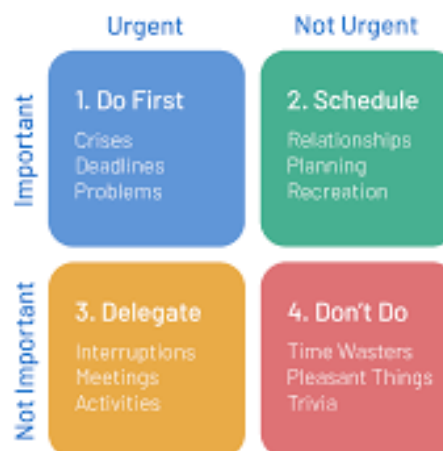 Urgent
Not Urgent
Important
1. Do First
Crises
Deadlines
Problems
2. Schedule
Relationships
Planning
Recreation
Not Important
3. Delegate
Interruptions
Meetings
Activities
4. Don't Do
Time Wasters
Pleasant Things
Trivia